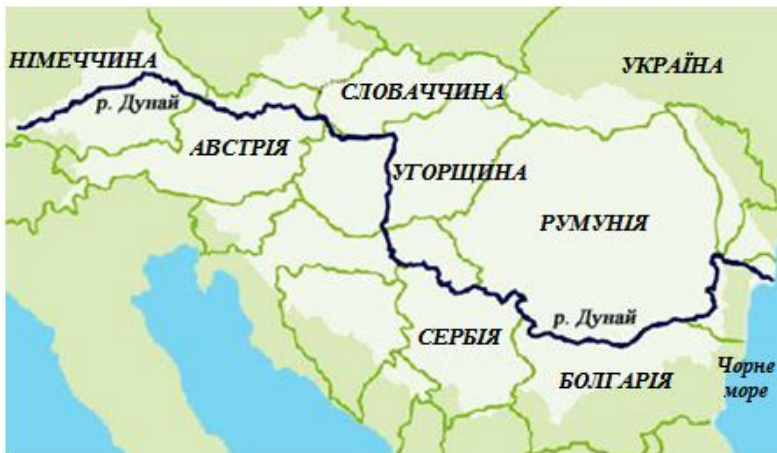 НІМЕЧЧИНА
УКРАЇНА
р. Дунай
СЛОВАЧЧИНА
АВСТРІЯ
УГОРЩИНА
РУМУНІЯ
р. Дунай
СЕРБІЯ
БОЛГАРІЯ
Чорне
море